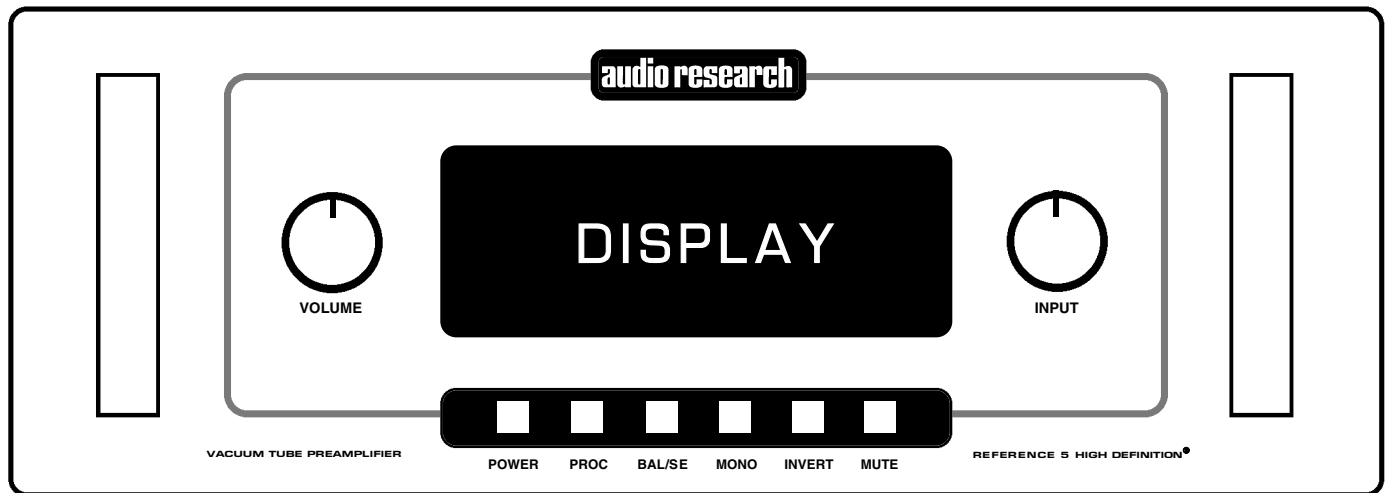 audio research
DISPLAY
VOLUME
INPUT
VACUUM TUBE PREAMPLIFIER
REFERENCE 5 HIGH DEFINITION
POWER PROC BAL/SE MONO INVERT MUTE